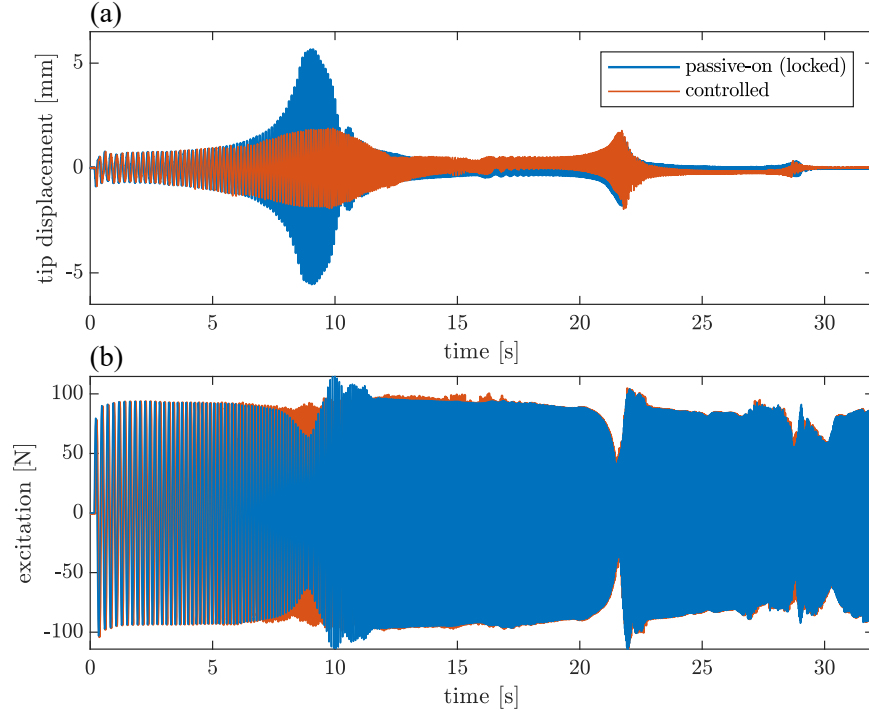 (a)
tip displacement [mm]
5
0
-5
passive-on (locked)
controlled
0 5 10 15 20 25 30
time [s]
(b)
excitation [N]
100
50
0
-50
-100
0 5 10 15 20 25 30
time [s]